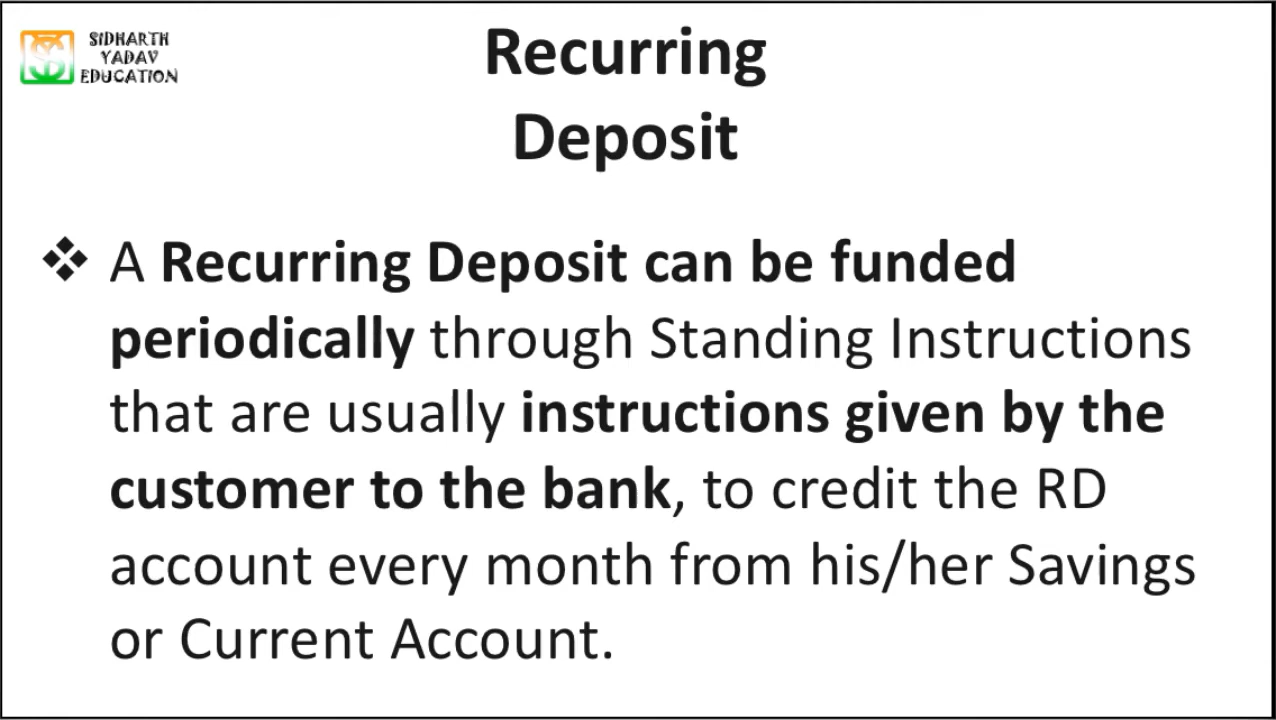 SIDHARTH
YADAV
EDUCATION
Recurring
Deposit
❖ A Recurring Deposit can be funded
periodically through Standing Instructions
that are usually instructions given by the
customer to the bank, to credit the RD
account every month from his/her Savings
or Current Account.